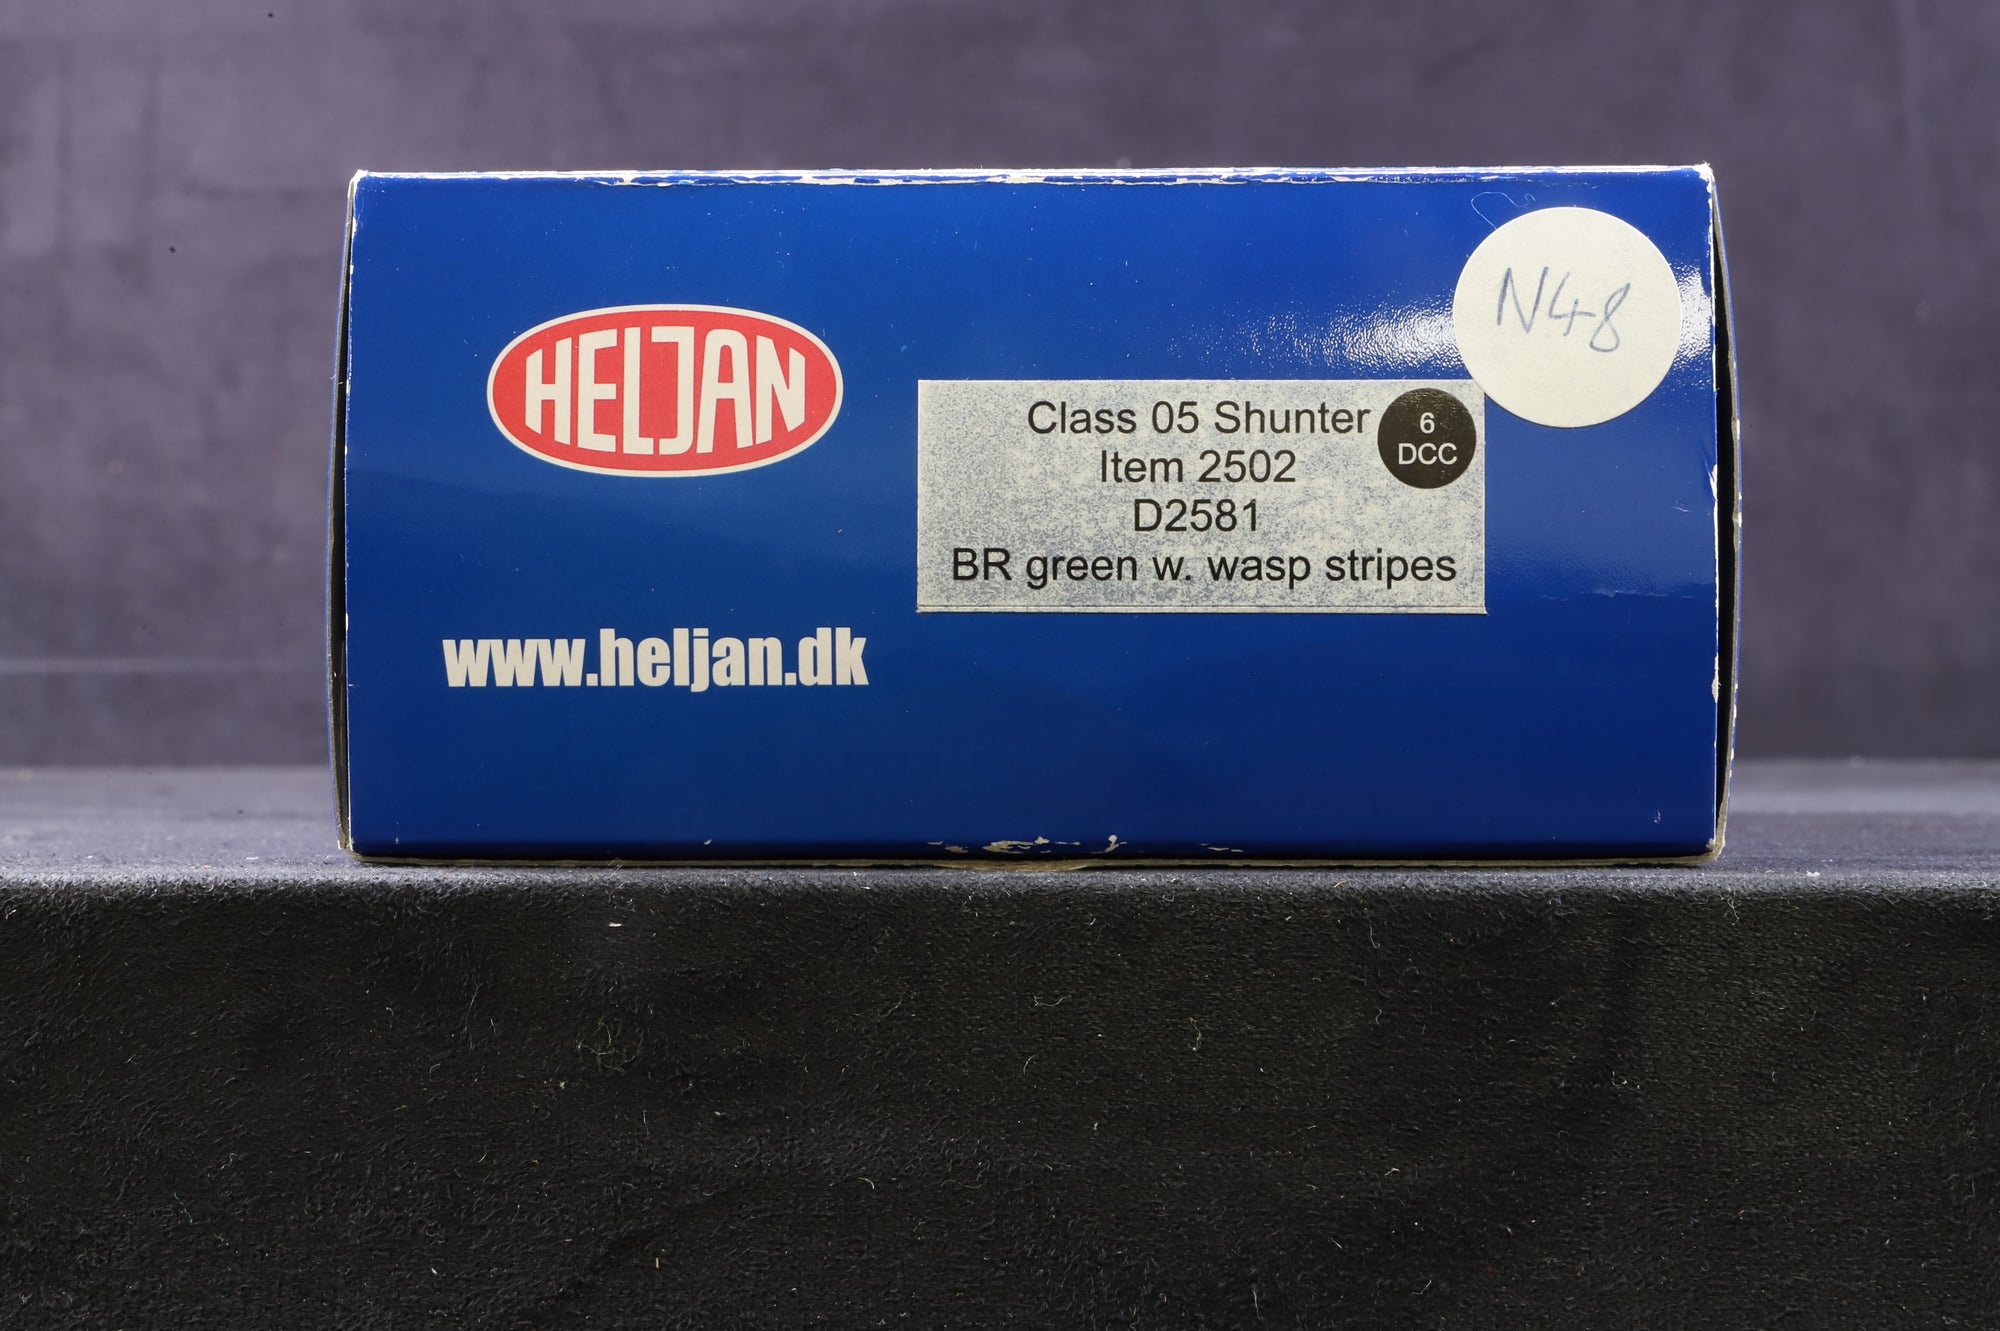 HELJAN
www.heljan.dk
Class 05 Shunter
Item 2502
D2581
BR green w. wasp stripes
6
DCC
N48